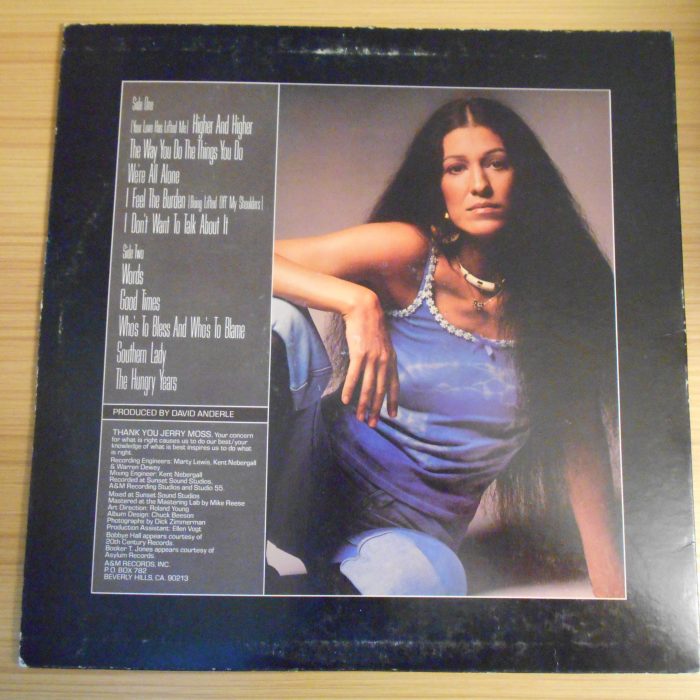 Side One
(Your Love Has Lifted Me) Higher And Higher
The Way You Do The Things You Do
We're All Alone
I Feel The Burden (Being Lifted Off My Shoulders)
I Don't Want To Talk About It
Side Two
Words
Good Times
Who's To Bless And Who's To Blame
Southern Lady
The Hungry Years
PRODUCED BY DAVID ANDERLE
THANK YOU JERRY MOSS. Your concern
for what is right causes us to do our best/your
knowledge of what is best inspires us to do what
is right.
Recording Engineers: Marty Lewis, Kent Nebergall
& Warren Dewey
Mixing Engineer: Kent Nebergall
Recorded at Sunset Sound Studios,
A&M Recording Studios and Studio 55
Mixed at Sunset Sound Studios
Mastered at the Mastering Lab by Mike Reese
Art Direction: Roland Young
Album Design: Chuck Beeson
Photographs by Dick Zimmerman
Production Assistant: Ellen Vogt
Bobbye Hall appears courtesy of
20th Century Records
Booker T. Jones appears courtesy of
Asylum Records
A&M RECORDS, INC.
P.O. BOX 782
BEVERLY HILLS, CA. 90213